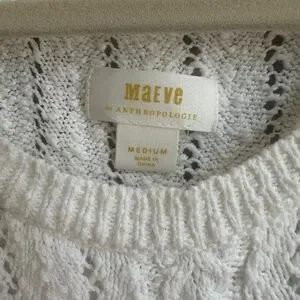 MAEVE
BY ANTHROPOLOGIE
MEDIUM
MADE IN
CHINA